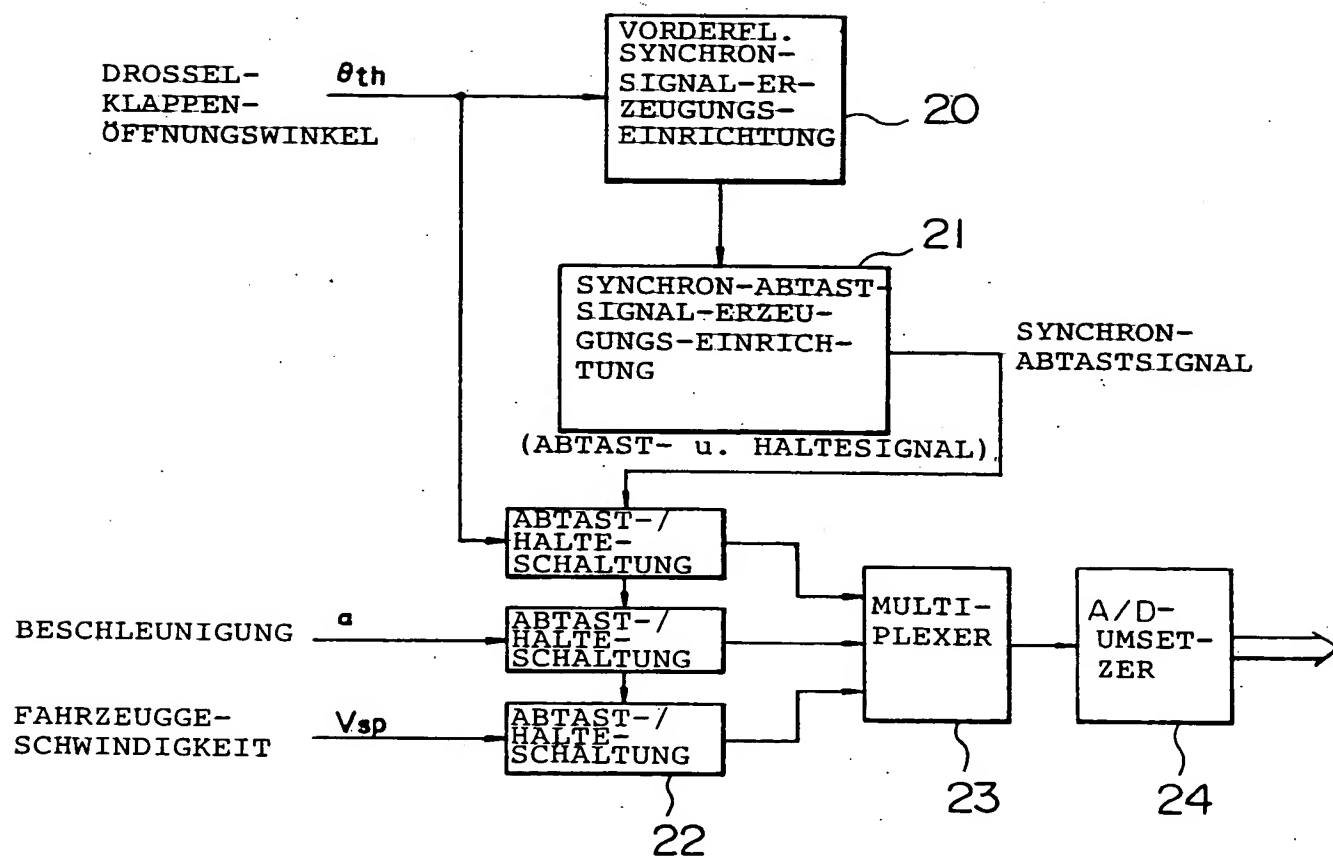 VORDERFL.
SYNCHRON-
SIGNAL-ER-
ZEUGUNGS-
EINRICHTUNG
20
DROSSEL-
KLAPPEN-
ÖFFNUNGSWINKEL
θth
21
SYNCHRON-ABTAST-
SIGNAL-ERZEU-
GUNGS-EINRICH-
TUNG
SYNCHRON-
ABTASTSIGNAL
(ABTAST- u. HALTESIGNAL)
ABTAST-/
HALTE-
SCHALTUNG
BESCHLEUNIGUNG
α
ABTAST-/
HALTE-
SCHALTUNG
FAHRZEUGGE-
SCHWINDIGKEIT
Vsp
ABTAST-/
HALTE-
SCHALTUNG
22
MULTI-
PLEXER
23
A/D-
UMSET-
ZER
24